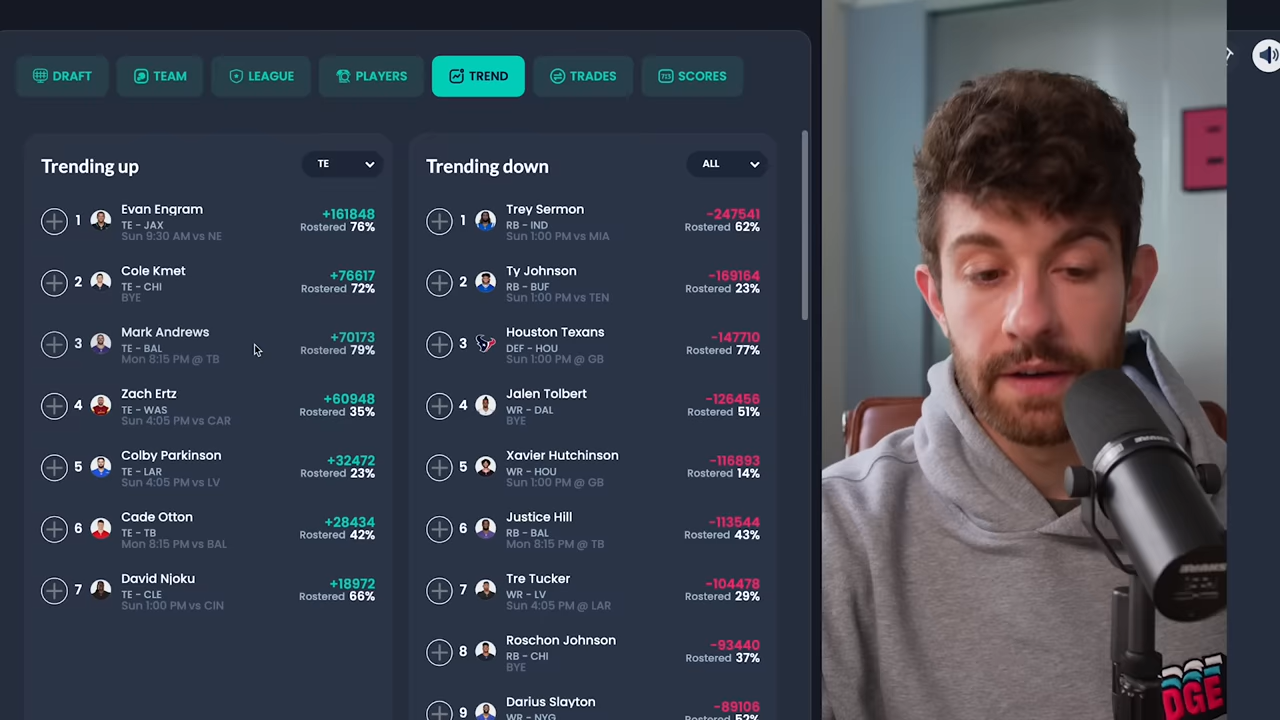 DRAFT
TEAM
LEAGUE
PLAYERS
TREND
TRADES
SCORES
Trending up
TE
1 Evan Engram +161848
TE - JAX Rostered 76%
Sun 9:30 AM vs NE
2 Cole Kmet +76617
TE - CHI Rostered 72%
BYE
3 Mark Andrews +70173
TE - BAL Rostered 79%
Mon 8:15 PM @ TB
4 Zach Ertz +60948
TE - WAS Rostered 35%
Sun 4:05 PM vs CAR
5 Colby Parkinson +32472
TE - LAR Rostered 23%
Sun 4:05 PM vs LV
6 Cade Otton +28434
TE - TB Rostered 42%
Mon 8:15 PM vs BAL
7 David Njoku +18972
TE - CLE Rostered 66%
Sun 1:00 PM vs CIN
Trending down
ALL
1 Trey Sermon -247541
RB - IND Rostered 62%
Sun 1:00 PM vs MIA
2 Ty Johnson -169164
RB - BUF Rostered 23%
Sun 1:00 PM vs TEN
3 Houston Texans -147710
DEF - HOU Rostered 77%
Sun 1:00 PM @ GB
4 Jalen Tolbert -126456
WR - DAL Rostered 51%
BYE
5 Xavier Hutchinson -116893
WR - HOU Rostered 14%
Sun 1:00 PM @ GB
6 Justice Hill -113544
RB - BAL Rostered 43%
Mon 8:15 PM @ TB
7 Tre Tucker -104478
WR - LV Rostered 29%
Sun 4:05 PM @ LAR
8 Roschon Johnson -93440
RB - CHI Rostered 37%
BYE
9 Darius Slayton -89106
WR - NYG Rostered 52%
DGE